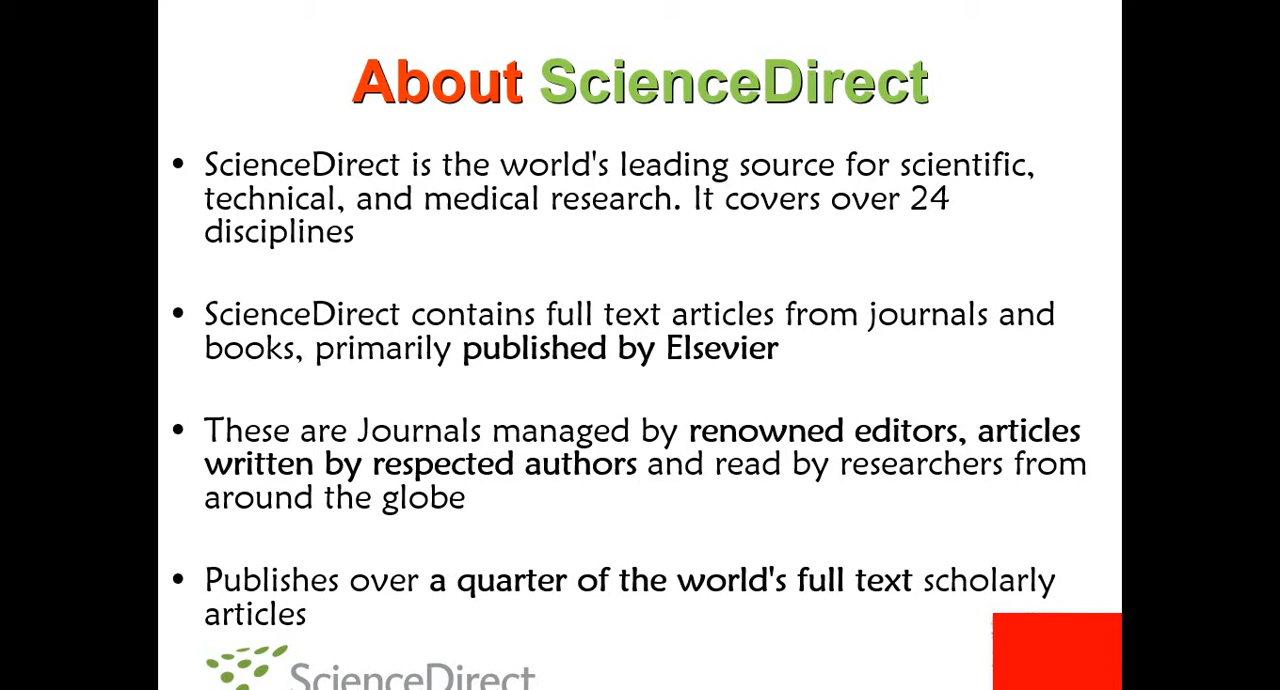 About ScienceDirect
• ScienceDirect is the world's leading source for scientific,
technical, and medical research. It covers over 24
disciplines
• ScienceDirect contains full text articles from journals and
books, primarily published by Elsevier
• These are Journals managed by renowned editors, articles
written by respected authors and read by researchers from
around the globe
• Publishes over a quarter of the world's full text scholarly
articles
ScienceDirect